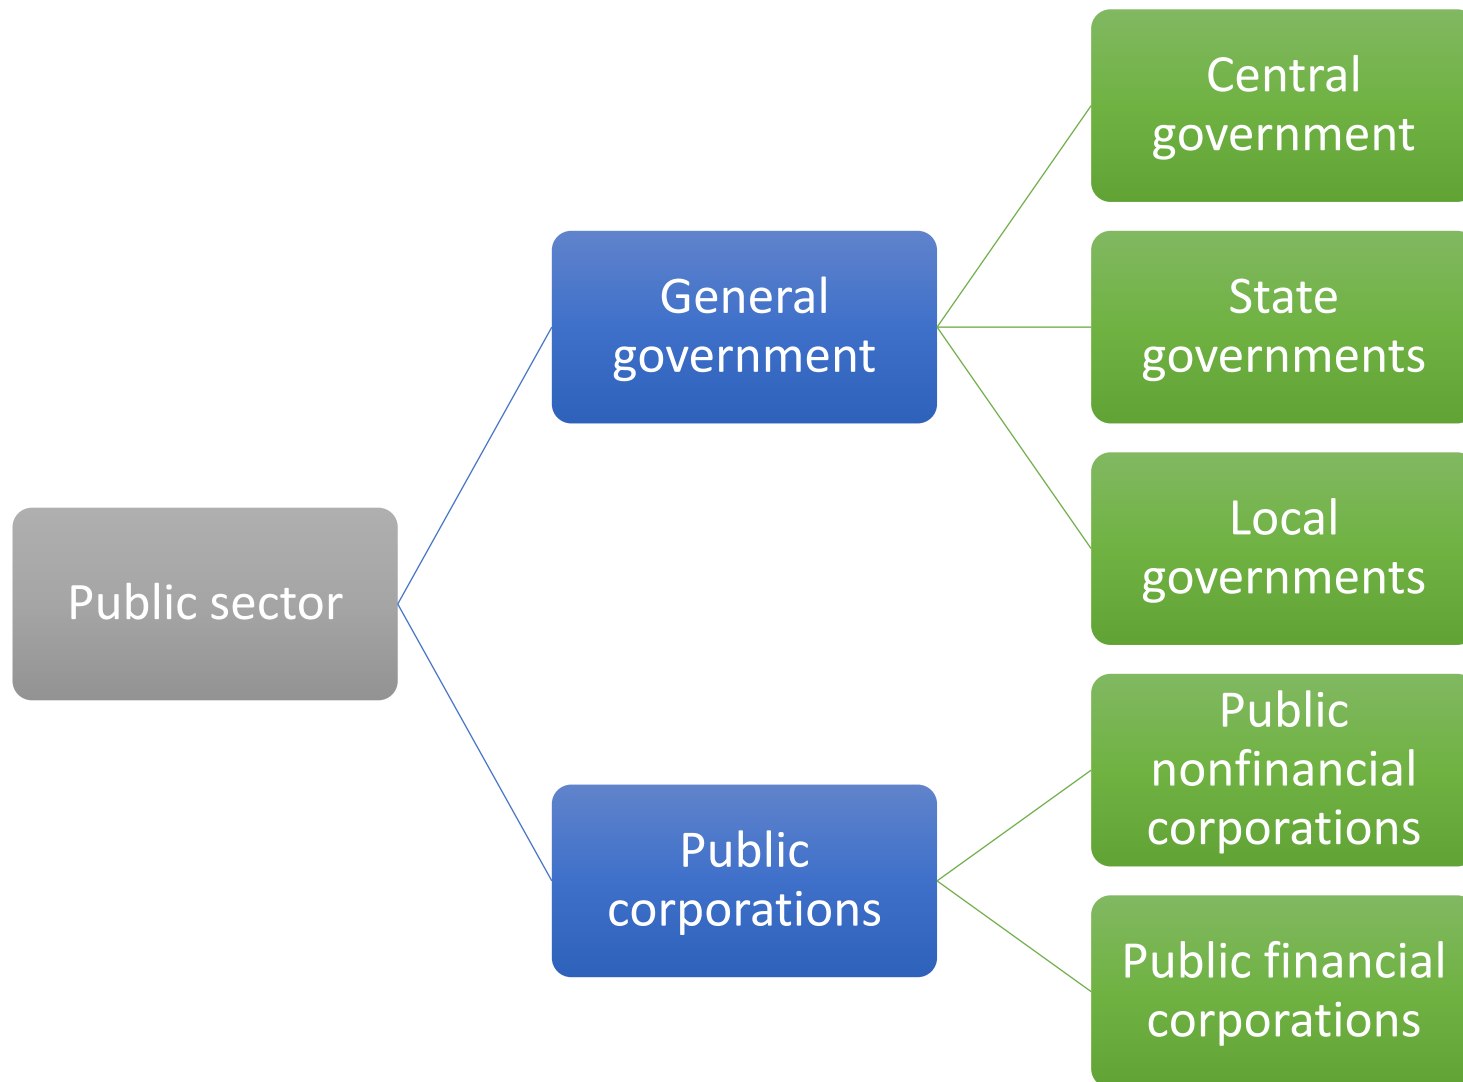 Central
government
General
government
State
governments
Local
governments
Public sector
Public
corporations
Public
nonfinancial
corporations
Public financial
corporations